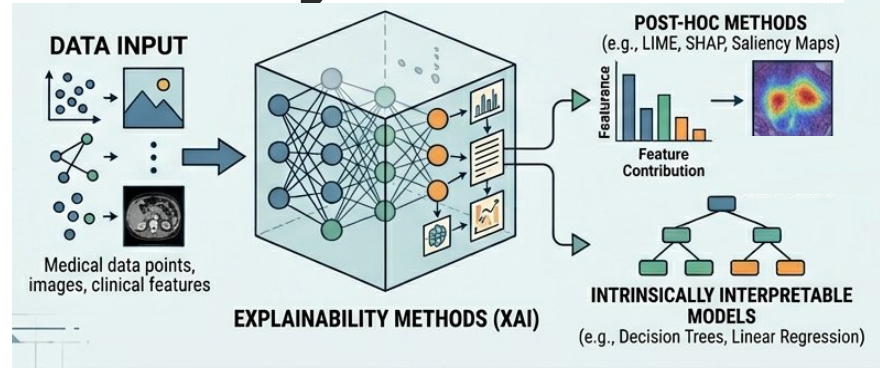 DATA INPUT
Medical data points,
images, clinical features
EXPLAINABILITY METHODS (XAI)
POST-HOC METHODS
(e.g., LIME, SHAP, Saliency Maps)
Featurance
Feature
Contribution
INTRINSICALLY INTERPRETABLE
MODELS
(e.g., Decision Trees, Linear Regression)